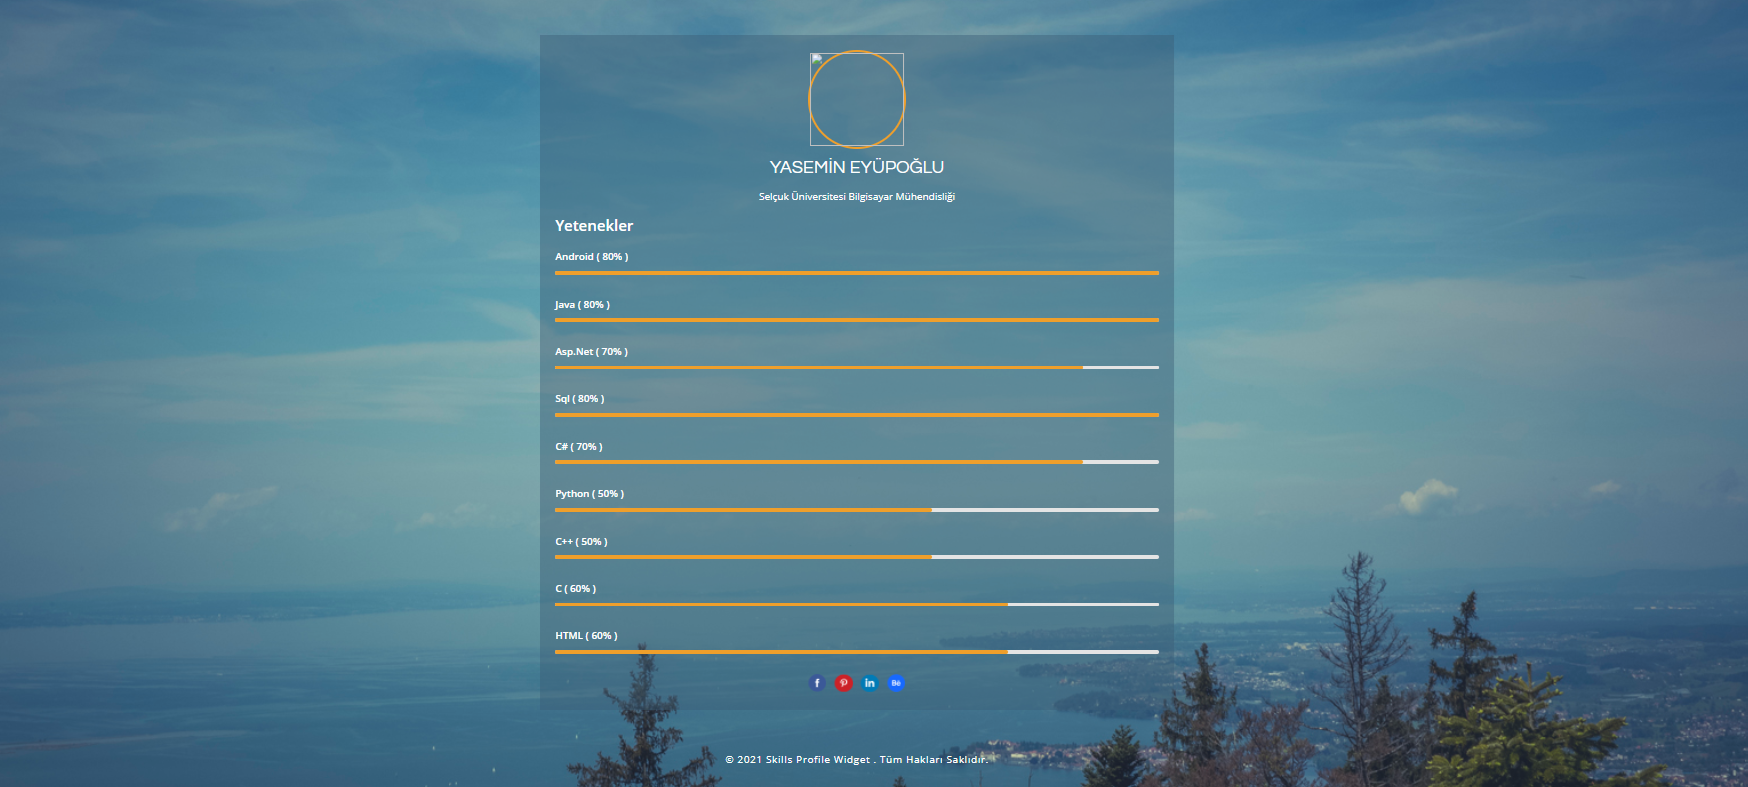 YASEMİN EYÜPOĞLU
Selçuk Üniversitesi Bilgisayar Mühendisliği
Yetenekler
Android ( 80% )
Java ( 80% )
Asp.Net ( 70% )
Sql ( 80% )
C# ( 70% )
Python ( 50% )
C++ ( 50% )
C ( 60% )
HTML ( 60% )
f P in Bē
© 2021 Skills Profile Widget . Tüm Hakları Saklıdır.